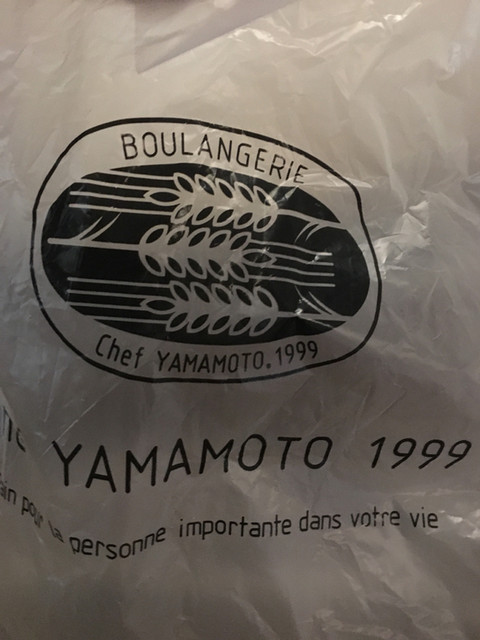 BOULANGERIE
Chef YAMAMOTO, 1999
YAMAMOTO 1999
pour la personne importante dans votre vie